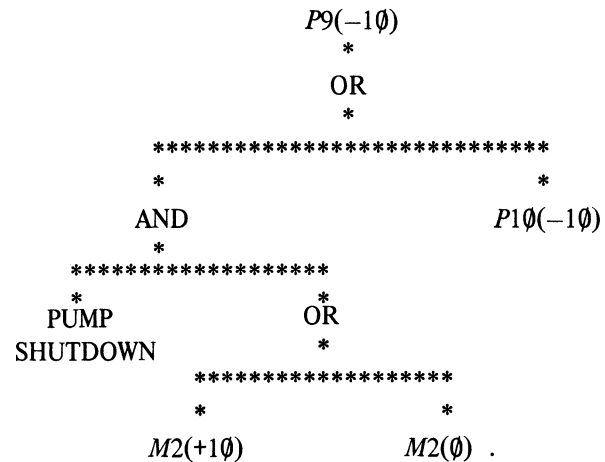 P9(−1∅)
*
OR
*
*****************************
* *
AND P1∅(−1∅)
*
*******************
* *
PUMP OR
SHUTDOWN *
*******************
* *
M2(+1∅) M2(∅) .